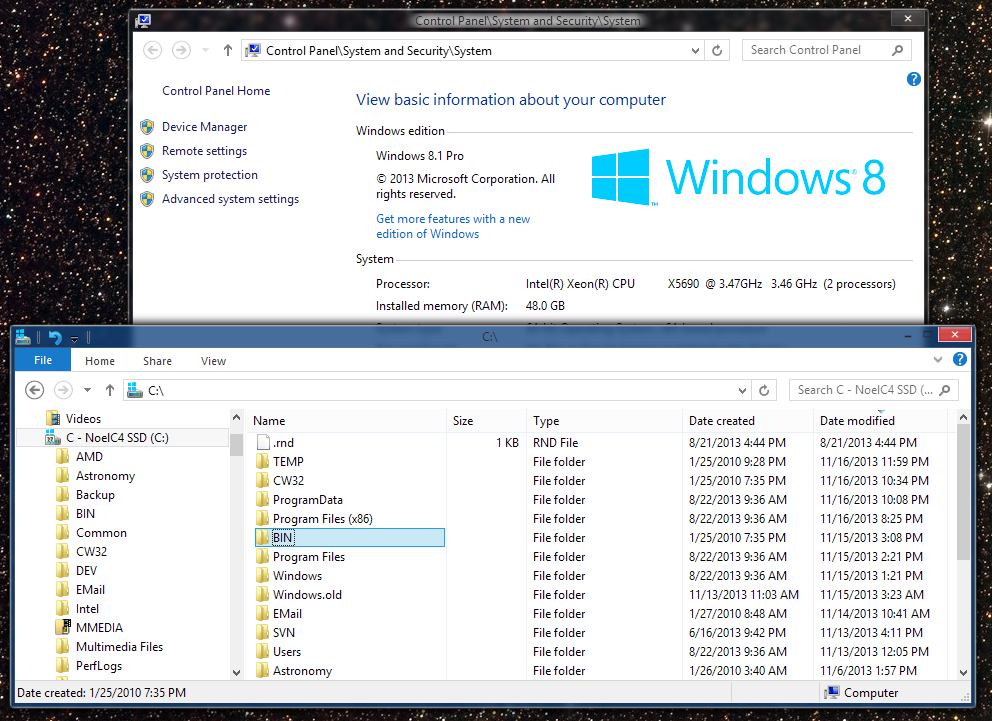 Control Panel\System and Security\System
Control Panel\System and Security\System
Search Control Panel
Control Panel Home
Device Manager
Remote settings
System protection
Advanced system settings
View basic information about your computer
Windows edition
Windows 8.1 Pro
© 2013 Microsoft Corporation. All
rights reserved.
Get more features with a new
edition of Windows
Windows® 8
System
Processor: Intel(R) Xeon(R) CPU X5690 @ 3.47GHz 3.46 GHz (2 processors)
Installed memory (RAM): 48.0 GB
C:\
File Home Share View
C:\
Search C - NoelC4 SSD (...
Videos
C - NoelC4 SSD (C:)
AMD
Astronomy
Backup
BIN
Common
CW32
DEV
EMail
Intel
MMEDIA
Multimedia Files
PerfLogs
Name Size Type Date created Date modified
.rnd 1 KB RND File 8/21/2013 4:44 PM 8/21/2013 4:44 PM
TEMP File folder 1/25/2010 9:28 PM 11/16/2013 11:59 PM
CW32 File folder 1/25/2010 7:35 PM 11/16/2013 10:34 PM
ProgramData File folder 8/22/2013 9:36 AM 11/16/2013 10:08 PM
Program Files (x86) File folder 8/22/2013 9:36 AM 11/16/2013 8:25 PM
BIN File folder 1/25/2010 7:35 PM 11/15/2013 3:08 PM
Program Files File folder 8/22/2013 9:36 AM 11/15/2013 2:21 PM
Windows File folder 8/22/2013 9:36 AM 11/15/2013 1:21 PM
Windows.old File folder 11/13/2013 11:03 AM 11/15/2013 3:23 AM
EMail File folder 1/27/2010 8:48 AM 11/14/2013 10:41 AM
SVN File folder 6/16/2013 9:42 PM 11/13/2013 4:11 PM
Users File folder 8/22/2013 9:36 AM 11/13/2013 12:05 PM
Astronomy File folder 1/26/2010 3:40 AM 11/6/2013 1:57 PM
Date created: 1/25/2010 7:35 PM
Computer